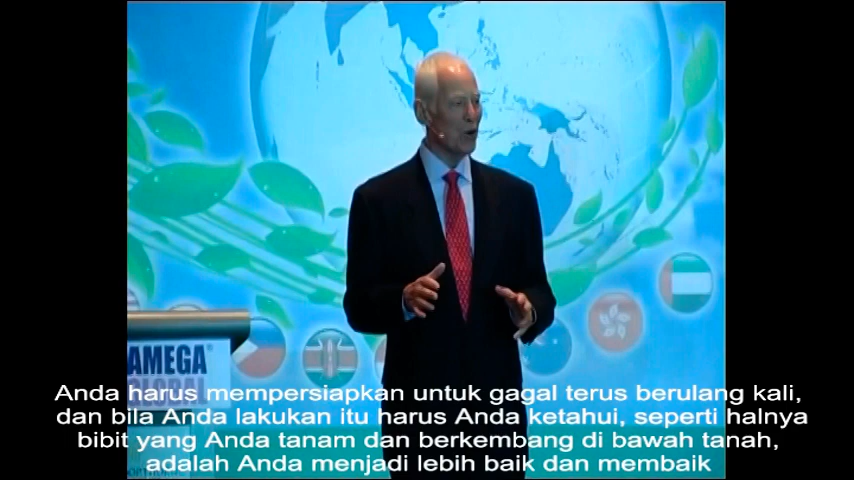 AMEGA
GLOBAL
Anda harus mempersiapkan untuk gagal terus berulang kali,
dan bila Anda lakukan itu harus Anda ketahui, seperti halnya
bibit yang Anda tanam dan berkembang di bawah tanah,
adalah Anda menjadi lebih baik dan membaik